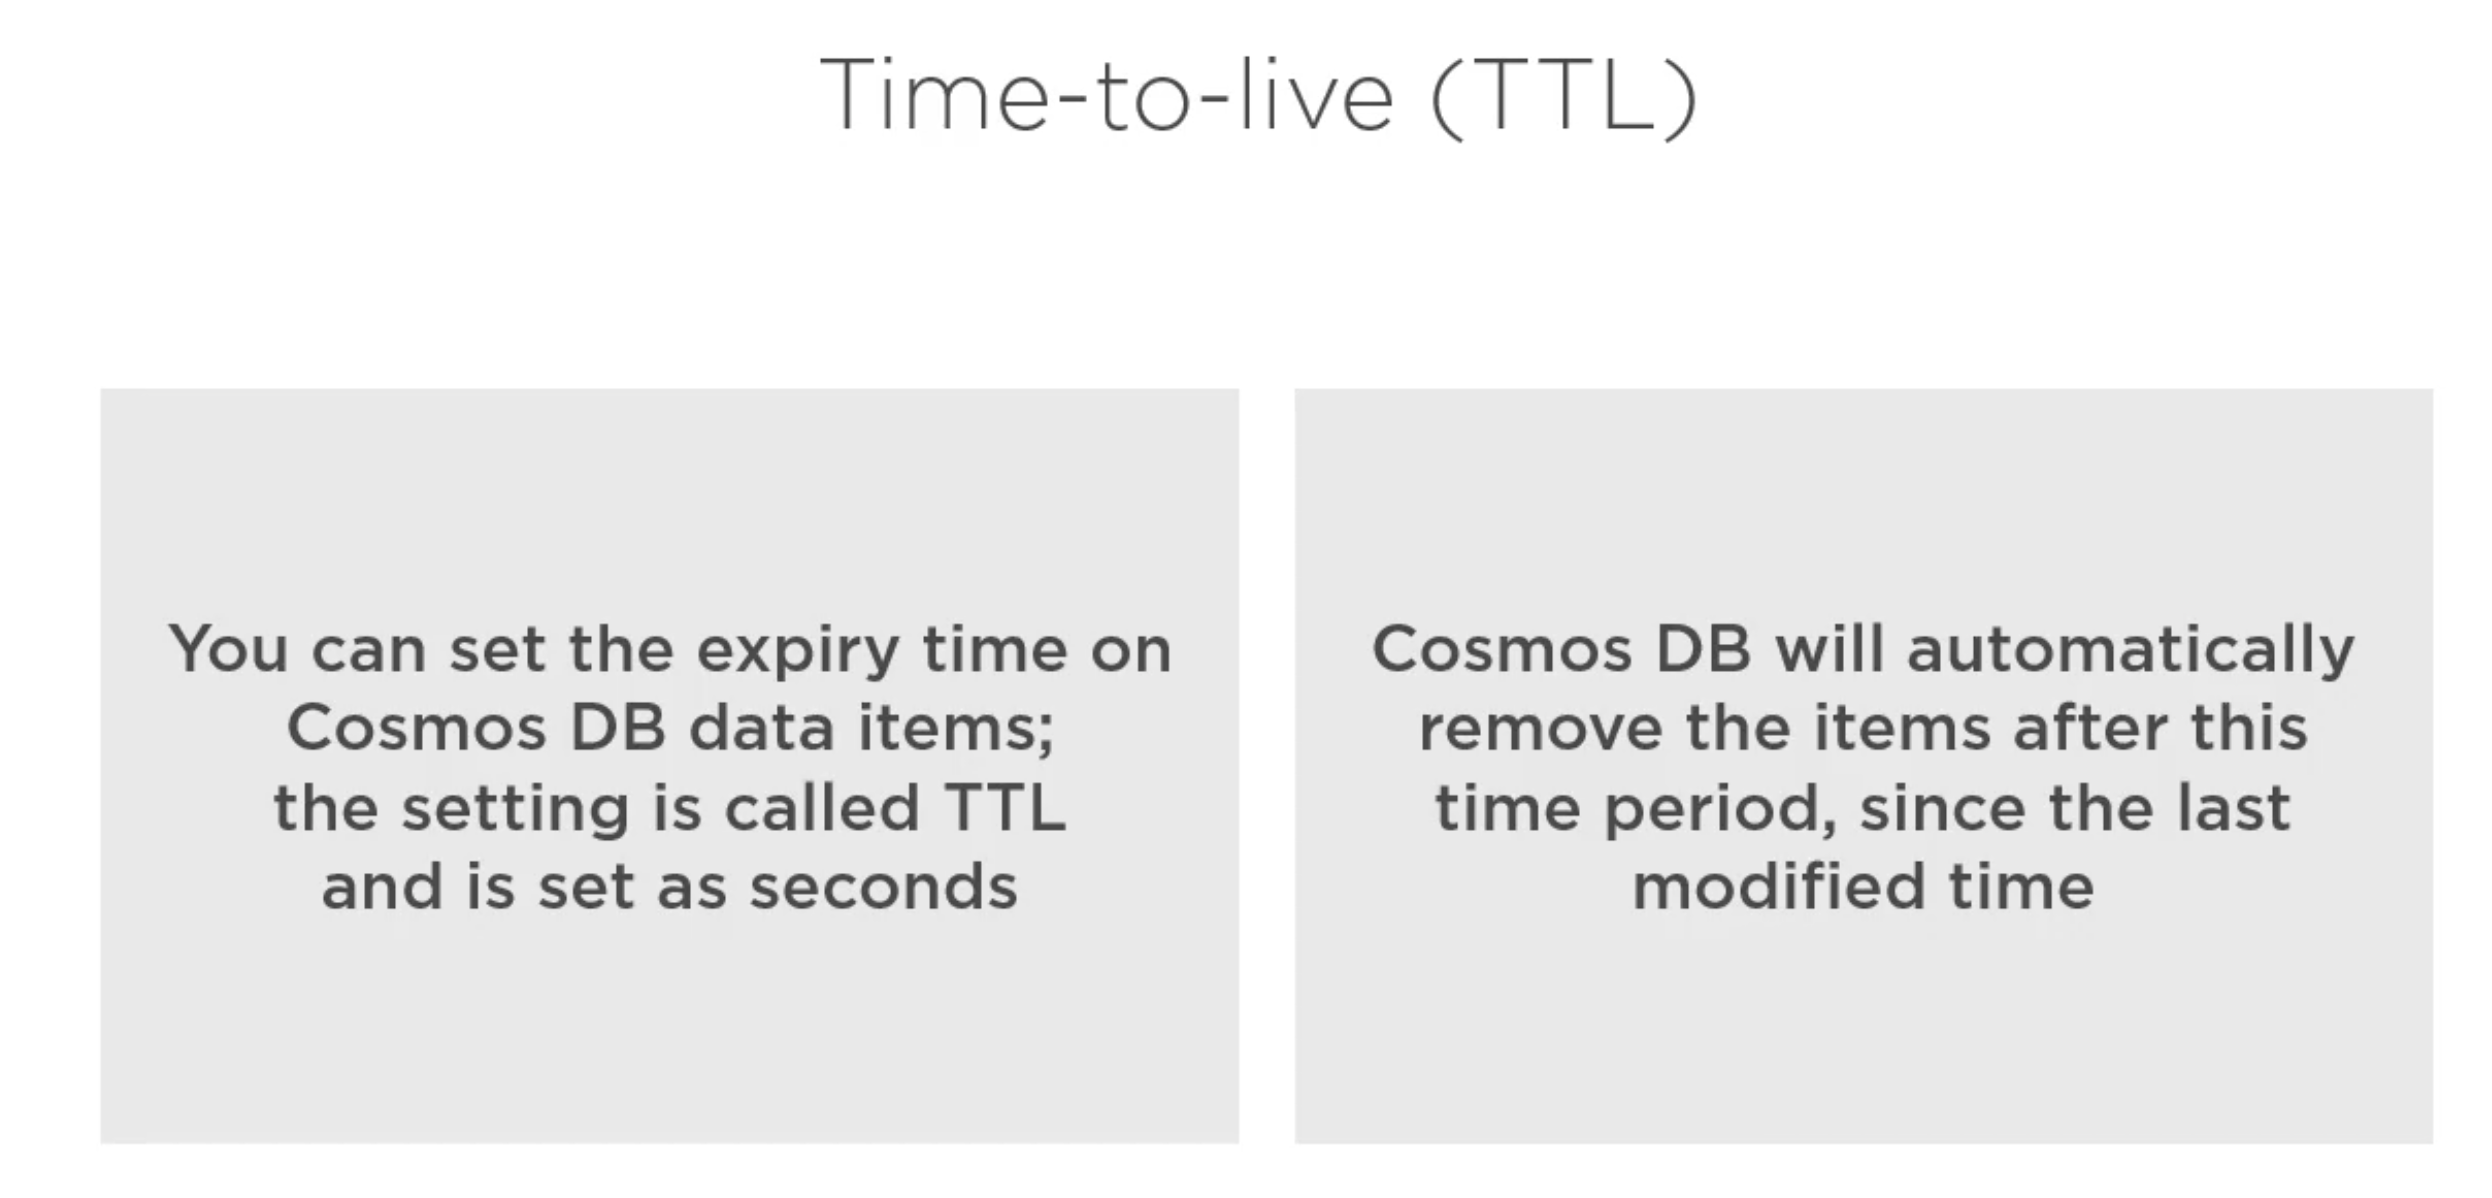 Time-to-live (TTL)
You can set the expiry time on
Cosmos DB data items;
the setting is called TTL
and is set as seconds
Cosmos DB will automatically
remove the items after this
time period, since the last
modified time